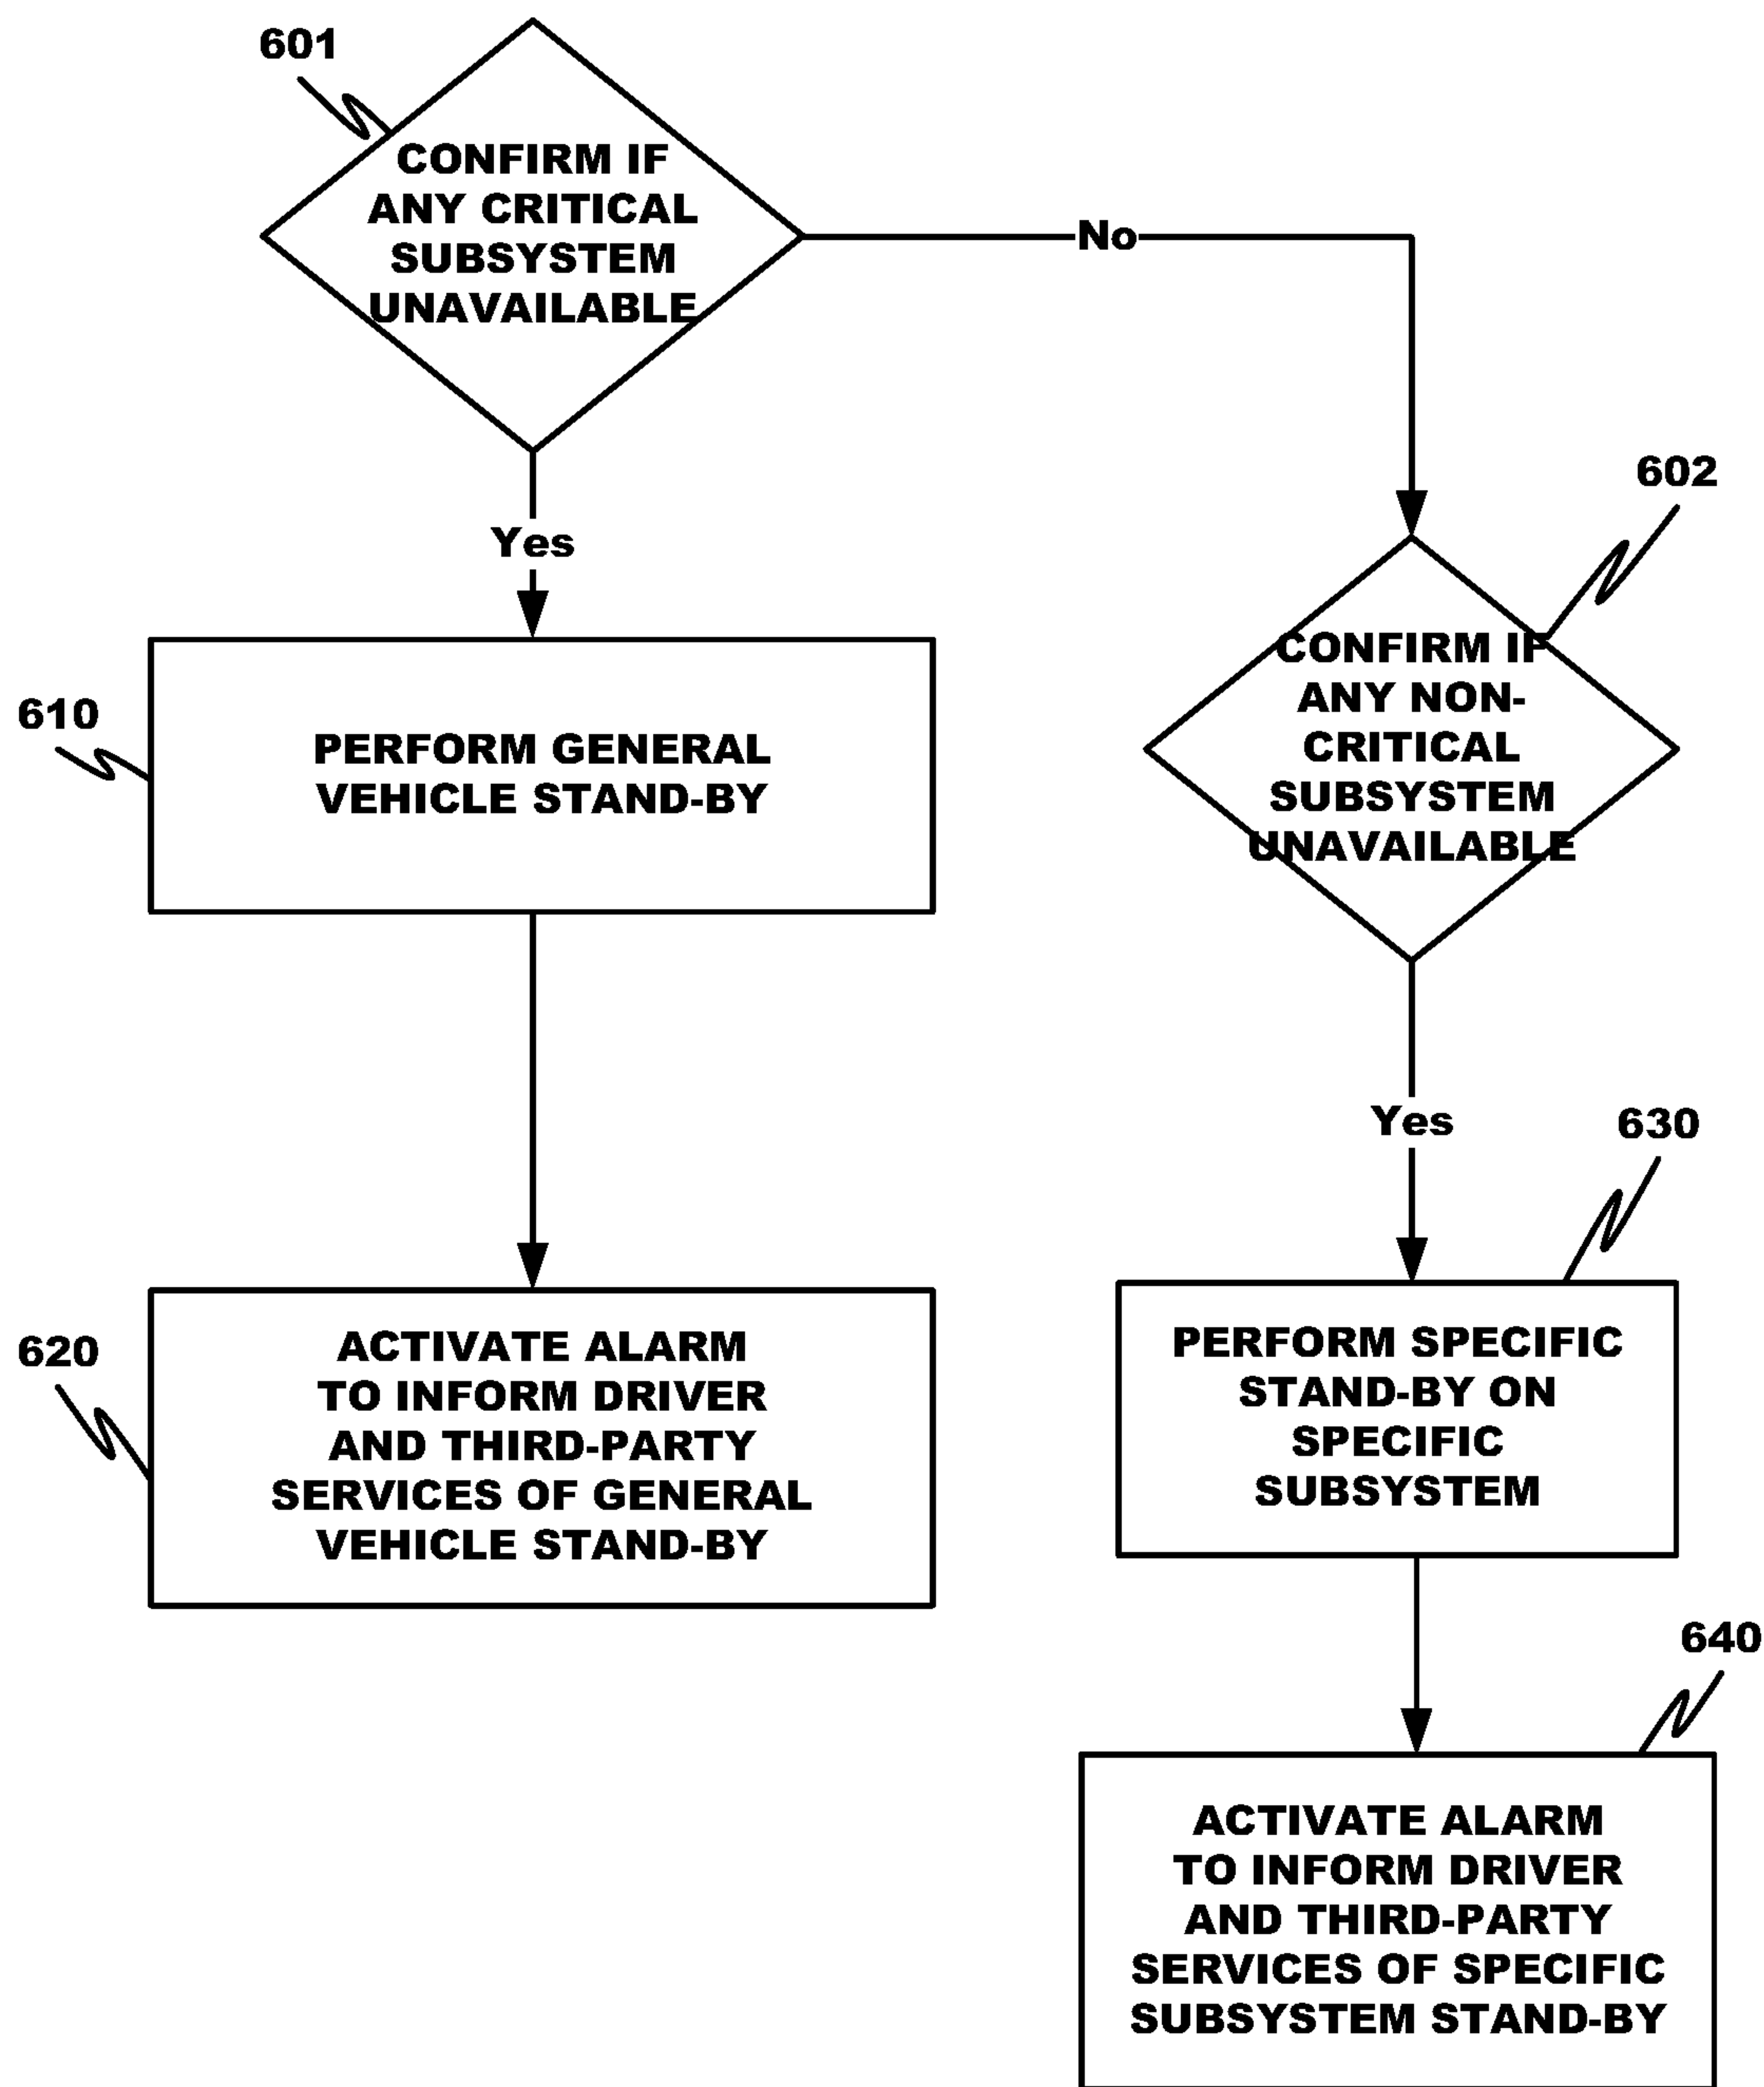 601
CONFIRM IF
ANY CRITICAL
SUBSYSTEM
UNAVAILABLE
No
Yes
602
CONFIRM IF
ANY NON-
CRITICAL
SUBSYSTEM
UNAVAILABLE
610
PERFORM GENERAL
VEHICLE STAND-BY
Yes
630
620
ACTIVATE ALARM
TO INFORM DRIVER
AND THIRD-PARTY
SERVICES OF GENERAL
VEHICLE STAND-BY
PERFORM SPECIFIC
STAND-BY ON
SPECIFIC
SUBSYSTEM
640
ACTIVATE ALARM
TO INFORM DRIVER
AND THIRD-PARTY
SERVICES OF SPECIFIC
SUBSYSTEM STAND-BY